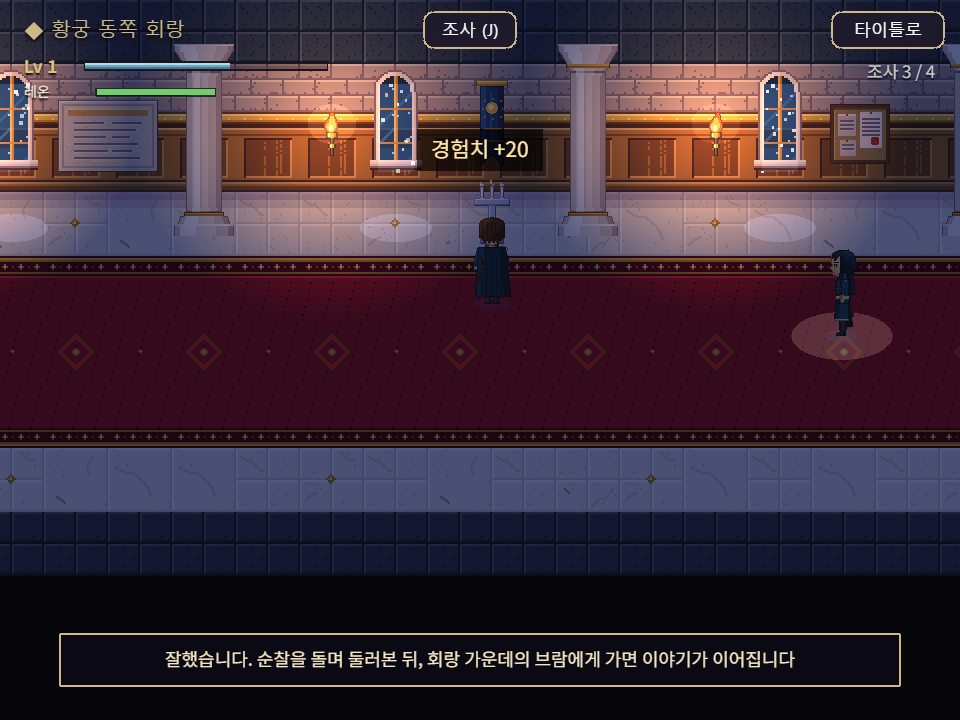 ◆ 황궁 동쪽 회랑
조사 (J)
타이틀로
Lv 1
조사 3 / 4
레온
경험치 +20
잘했습니다. 순찰을 돌며 둘러본 뒤, 회랑 가운데의 브람에게 가면 이야기가 이어집니다